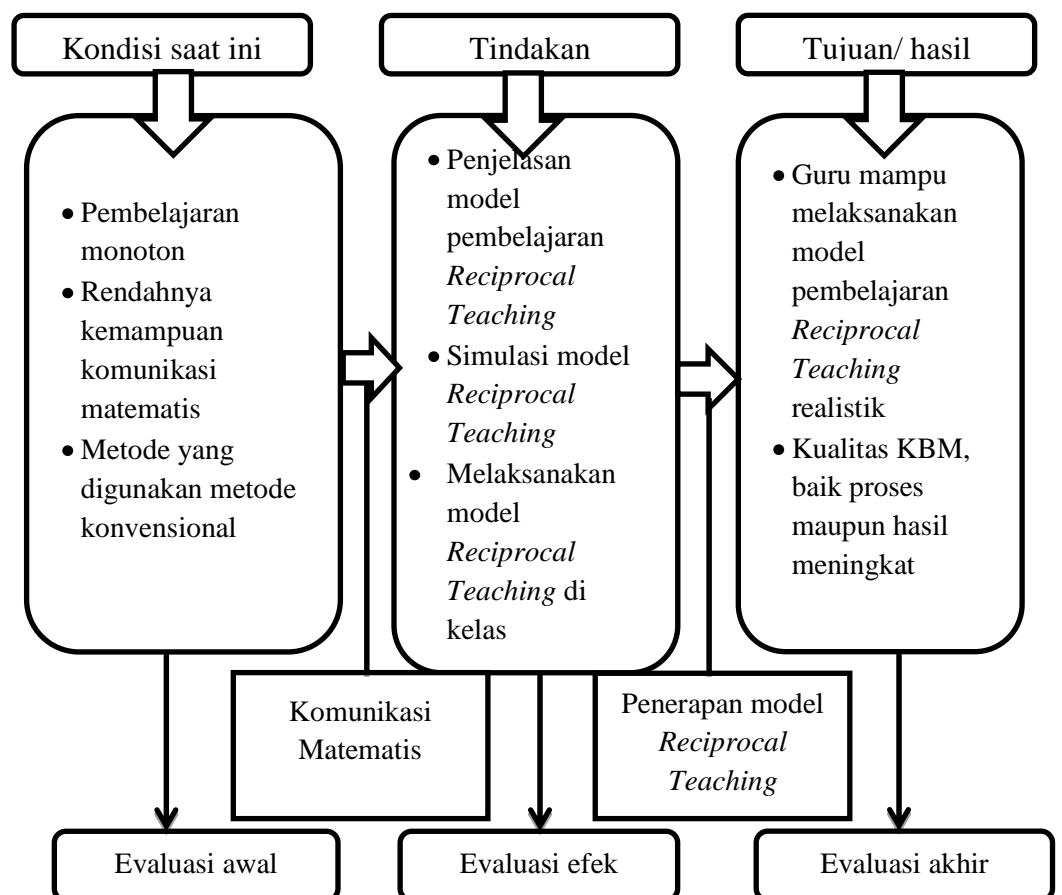 Kondisi saat ini
Tindakan
Tujuan/ hasil
• Pembelajaran
monoton
• Rendahnya
kemampuan
komunikasi
matematis
• Metode yang
digunakan metode
konvensional
• Penjelasan
model
pembelajaran
Reciprocal
Teaching
• Simulasi model
Reciprocal
Teaching
• Melaksanakan
model
Reciprocal
Teaching di
kelas
• Guru mampu
melaksanakan
model
pembelajaran
Reciprocal
Teaching
realistik
• Kualitas KBM,
baik proses
maupun hasil
meningkat
Komunikasi
Matematis
Penerapan model
Reciprocal
Teaching
Evaluasi awal
Evaluasi efek
Evaluasi akhir